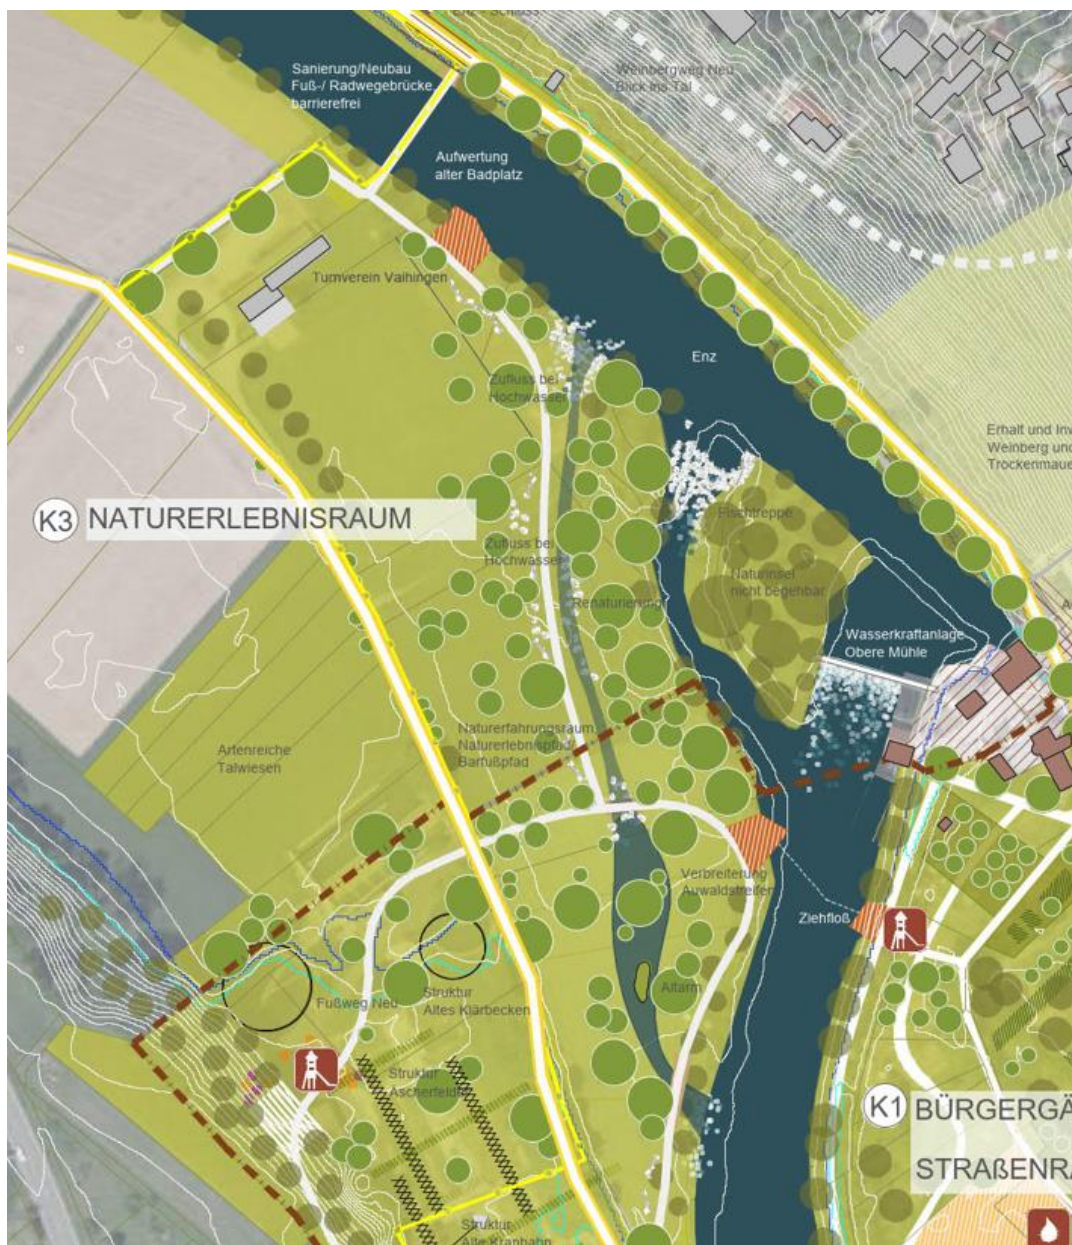 Enz - Schloss
Sanierung/Neubau
Fuß-/ Radwegebrücke,
barrierefrei
Weinbergweg Neu
Blick ins Tal
Aufwertung
alter Badplatz
Turnverein Vaihingen
Enz
Zufluss bei
Hochwasser
Erhalt und Inv
Weinberg und
Trockenmaue
K3 NATURERLEBNISRAUM
Fischtreppe
Zufluss bei
Hochwasser
Naturinsel
nicht begehbar
Renaturierung
Wasserkraftanlage
Obere Mühle
Naturerfahrungsraum
Naturerlebnispfad/
Barfußpfad
Artenreiche
Talwiesen
Verbreiterung
Auwaldstreifen
Ziehfloß
Altarm
Fußweg Neu
Struktur
Altes Klärbecken
Struktur
Ascherfelder
K1 BÜRGERGÄ
STRAßENRA
Struktur
Alte Kranbahn